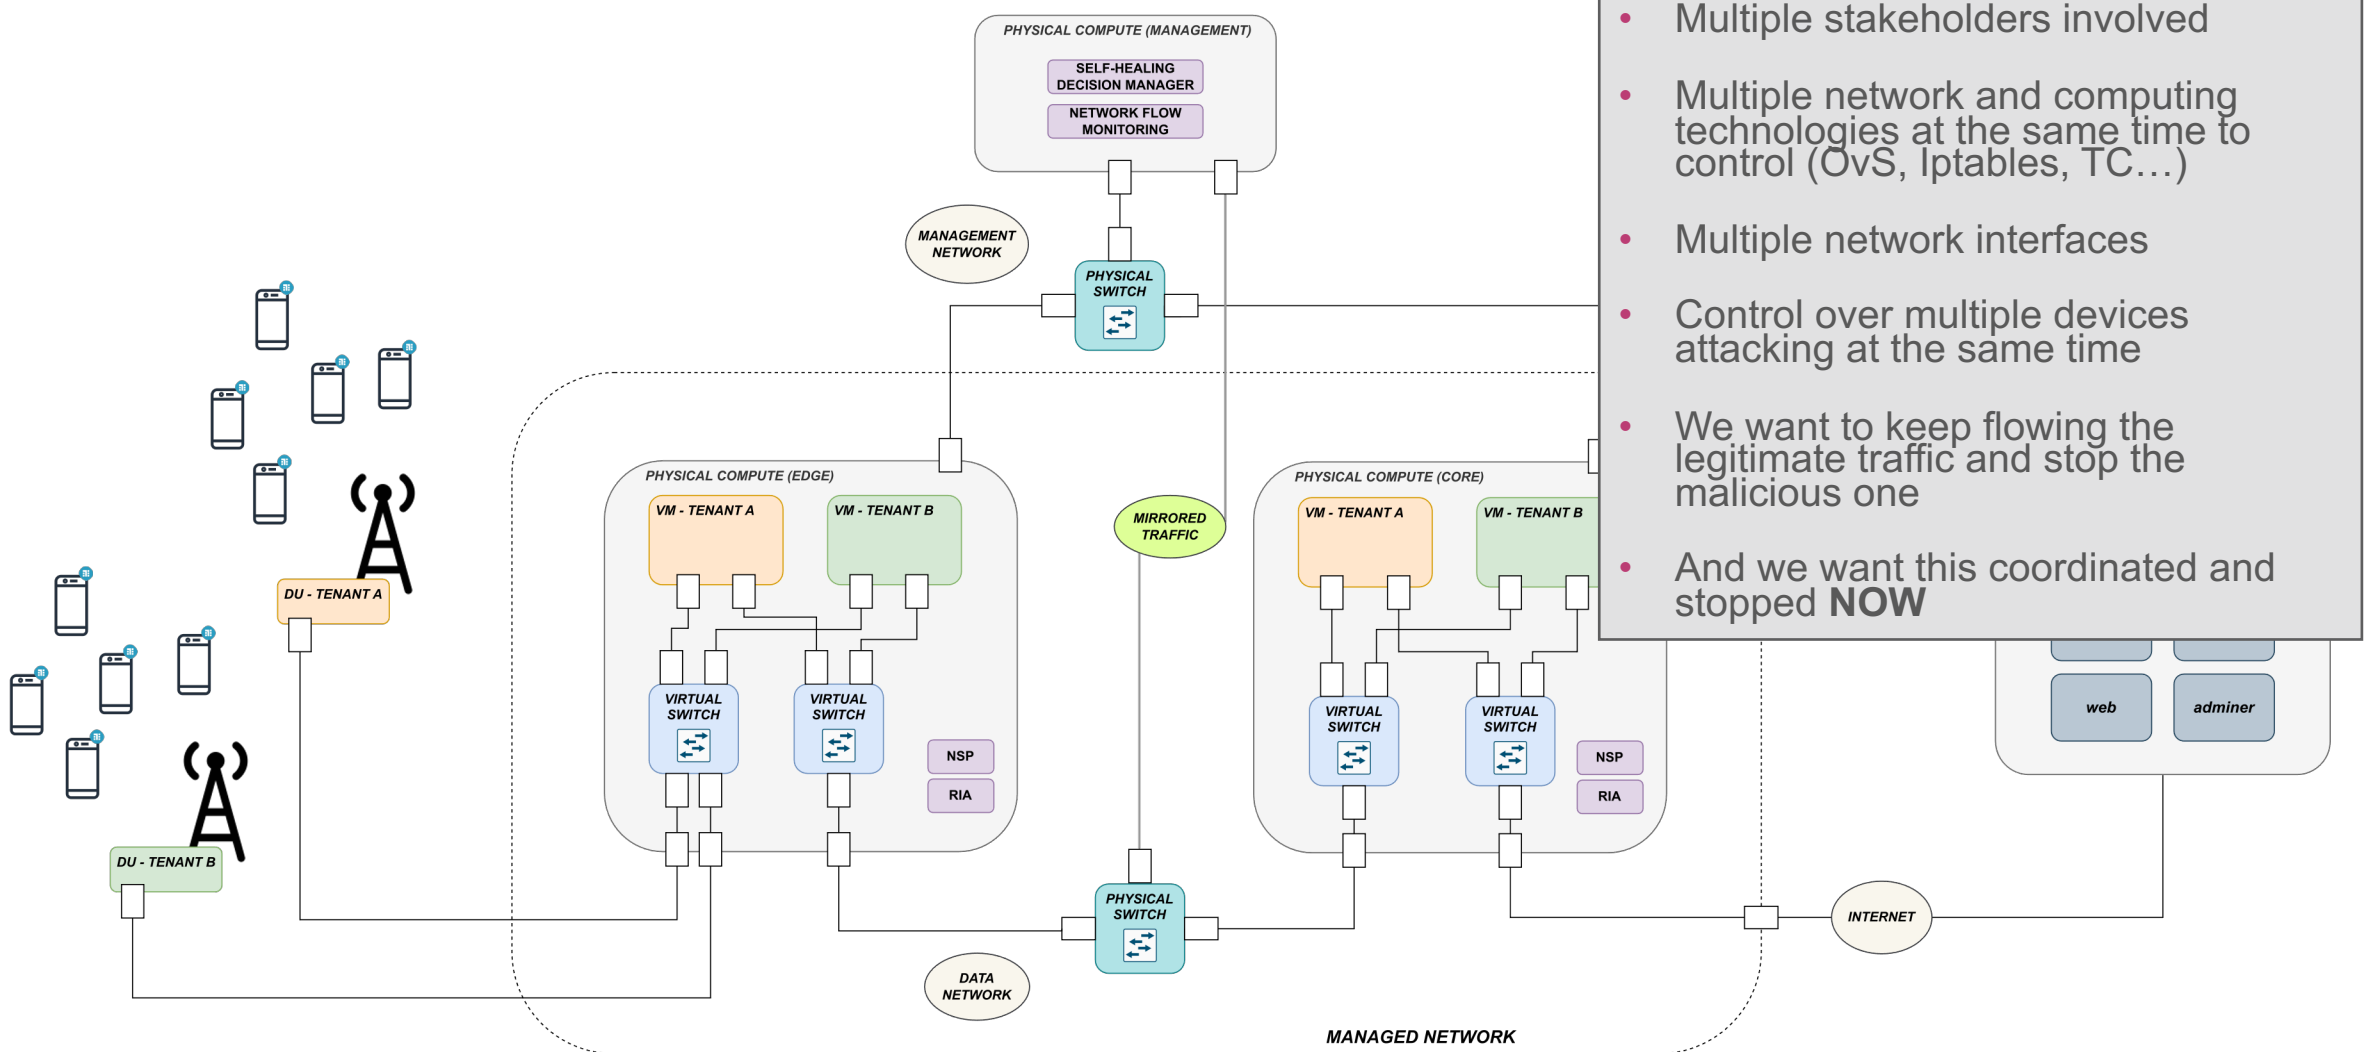 PHYSICAL COMPUTE (MANAGEMENT)
SELF-HEALING
DECISION MANAGER
NETWORK FLOW
MONITORING
MANAGEMENT
NETWORK
PHYSICAL
SWITCH
• Multiple stakeholders involved
• Multiple network and computing
technologies at the same time to
control (OvS, Iptables, TC…)
• Multiple network interfaces
• Control over multiple devices
attacking at the same time
• We want to keep flowing the
legitimate traffic and stop the
malicious one
• And we want this coordinated and
stopped NOW
PHYSICAL COMPUTE (EDGE)
VM - TENANT A
VM - TENANT B
VIRTUAL
SWITCH
VIRTUAL
SWITCH
NSP
RIA
MIRRORED
TRAFFIC
PHYSICAL COMPUTE (CORE)
VM - TENANT A
VM - TENANT B
VIRTUAL
SWITCH
VIRTUAL
SWITCH
NSP
RIA
web
adminer
DU - TENANT A
DU - TENANT B
PHYSICAL
SWITCH
INTERNET
DATA
NETWORK
MANAGED NETWORK